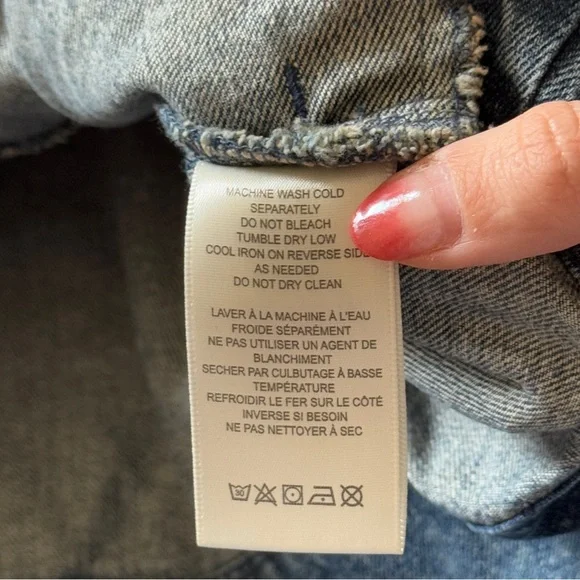 MACHINE WASH COLD
SEPARATELY
DO NOT BLEACH
TUMBLE DRY LOW
COOL IRON ON REVERSE SIDE
AS NEEDED
DO NOT DRY CLEAN
LAVER À LA MACHINE À L'EAU
FROIDE SÉPARÉMENT
NE PAS UTILISER UN AGENT DE
BLANCHIMENT
SECHER PAR CULBUTAGE À BASSE
TEMPÉRATURE
REFROIDIR LE FER SUR LE CÔTÉ
INVERSE SI BESOIN
NE PAS NETTOYER À SEC
30